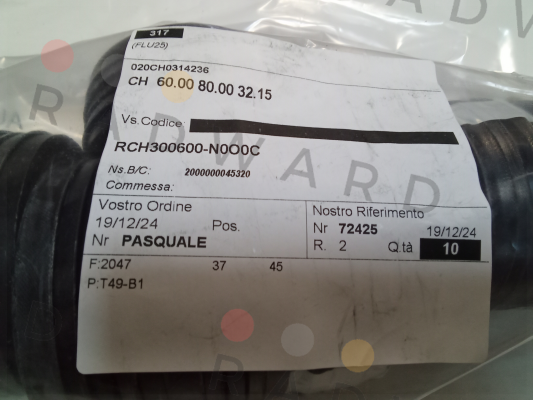 317
(FLU25)
020CH0314236
CH 60.00 80.00 32.15
Vs.Codice:
RCH300600-N0O0C
Ns.B/C: 2000000045320
Commessa:
Vostro Ordine
19/12/24 Pos.
Nr PASQUALE
Nostro Riferimento
Nr 72425 19/12/24
R. 2 Q.tà 10
F:2047 37 45
P:T49-B1
RADWARD